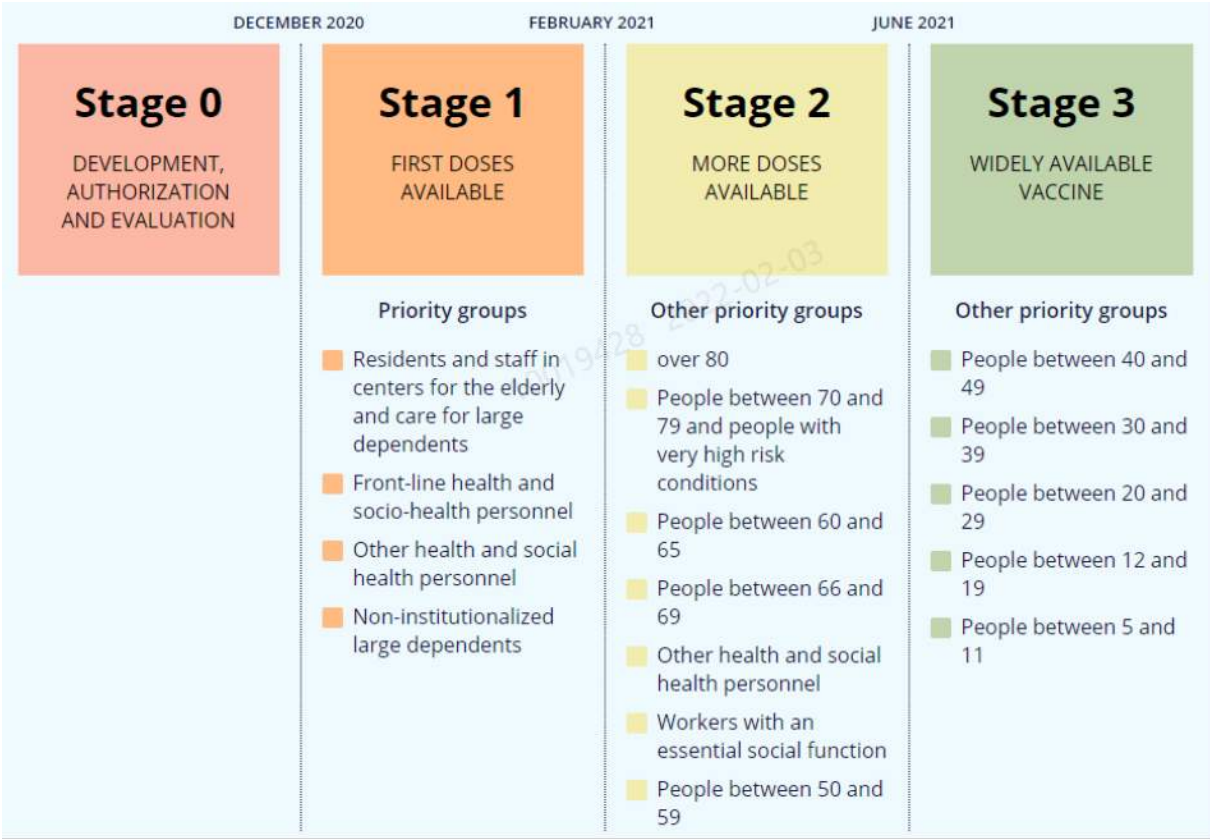 DECEMBER 2020
FEBRUARY 2021
JUNE 2021
Stage 0
DEVELOPMENT,
AUTHORIZATION
AND EVALUATION
Stage 1
FIRST DOSES
AVAILABLE
Priority groups
Residents and staff in
centers for the elderly
and care for large
dependents
Front-line health and
socio-health personnel
Other health and social
health personnel
Non-institutionalized
large dependents
Stage 2
MORE DOSES
AVAILABLE
Other priority groups
over 80
People between 70 and
79 and people with
very high risk
conditions
People between 60 and
65
People between 66 and
69
Other health and social
health personnel
Workers with an
essential social function
People between 50 and
59
Stage 3
WIDELY AVAILABLE
VACCINE
Other priority groups
People between 40 and
49
People between 30 and
39
People between 20 and
29
People between 12 and
19
People between 5 and
11
0019428 2022-02-03